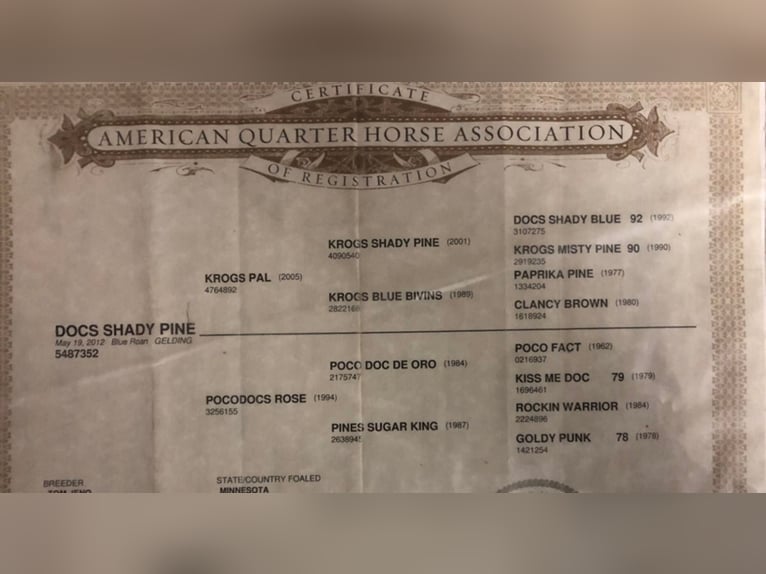 CERTIFICATE
AMERICAN QUARTER HORSE ASSOCIATION
OF REGISTRATION
DOCS SHADY BLUE 92 (1992)
3107275
KROGS SHADY PINE (2001)
4090540
KROGS MISTY PINE 90 (1990)
2919235
KROGS PAL (2005)
4764892
PAPRIKA PINE (1977)
1334204
KROGS BLUE BIVINS (1989)
2822166
CLANCY BROWN (1980)
1618924
DOCS SHADY PINE
May 19, 2012 Blue Roan GELDING
5487352
POCO FACT (1962)
0216937
POCO DOC DE ORO (1984)
2175747
KISS ME DOC 79 (1979)
1696461
POCODOCS ROSE (1994)
3256155
ROCKIN WARRIOR (1984)
2224896
PINES SUGAR KING (1987)
GOLDY PUNK 78 (1978)
1421254
BREEDER
STATE/COUNTRY FOALED
MINNESOTA